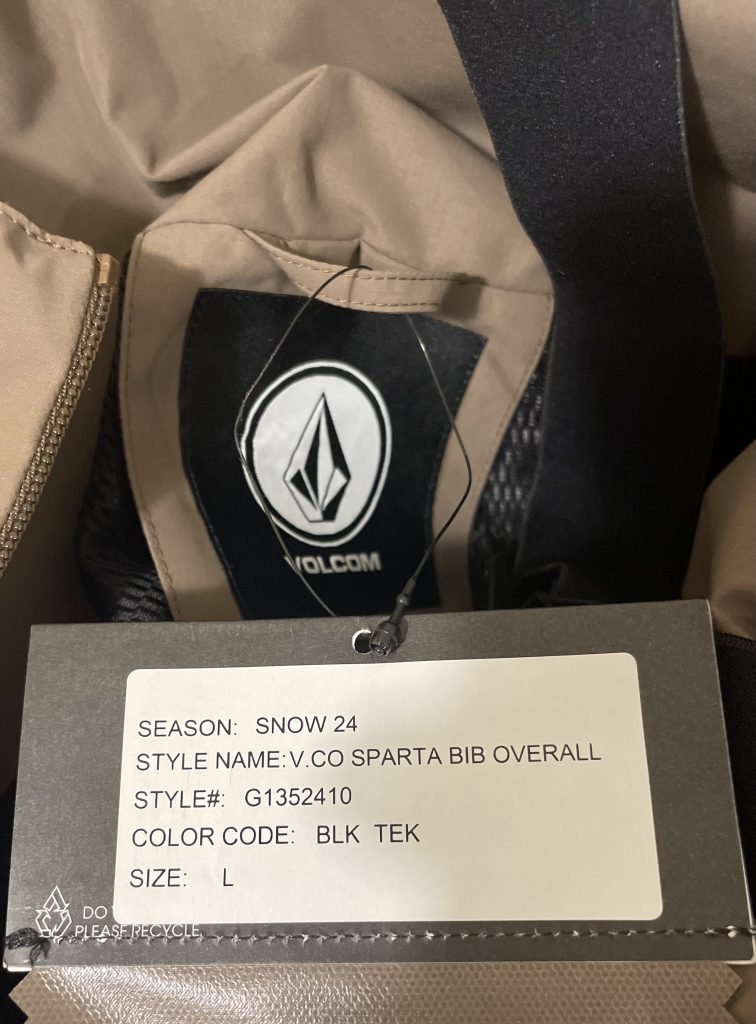 VOLCOM
SEASON: SNOW 24
STYLE NAME:V.CO SPARTA BIB OVERALL
STYLE#: G1352410
COLOR CODE: BLK TEK
SIZE: L
DO
PLEASE RECYCLE